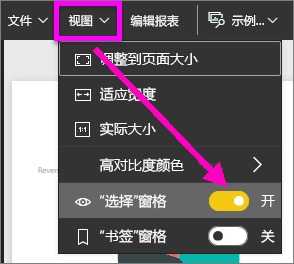 文件 视图 编辑报表 示例...
调整到页面大小
适应宽度
1:1 实际大小
高对比度颜色
“选择”窗格 开
“书签”窗格 关
Reven